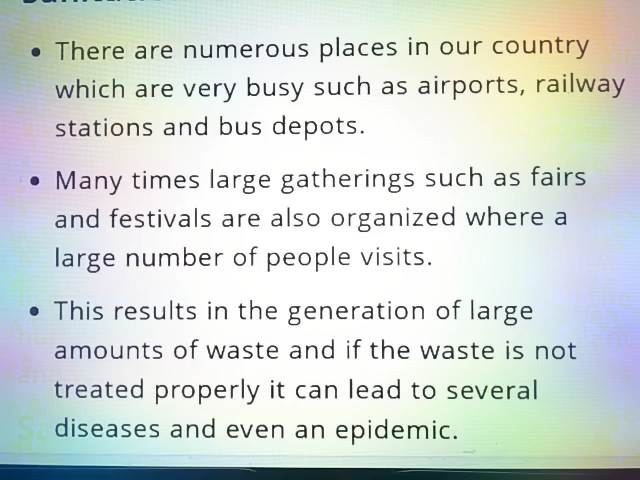 • There are numerous places in our country
which are very busy such as airports, railway
stations and bus depots.
• Many times large gatherings such as fairs
and festivals are also organized where a
large number of people visits.
• This results in the generation of large
amounts of waste and if the waste is not
treated properly it can lead to several
diseases and even an epidemic.